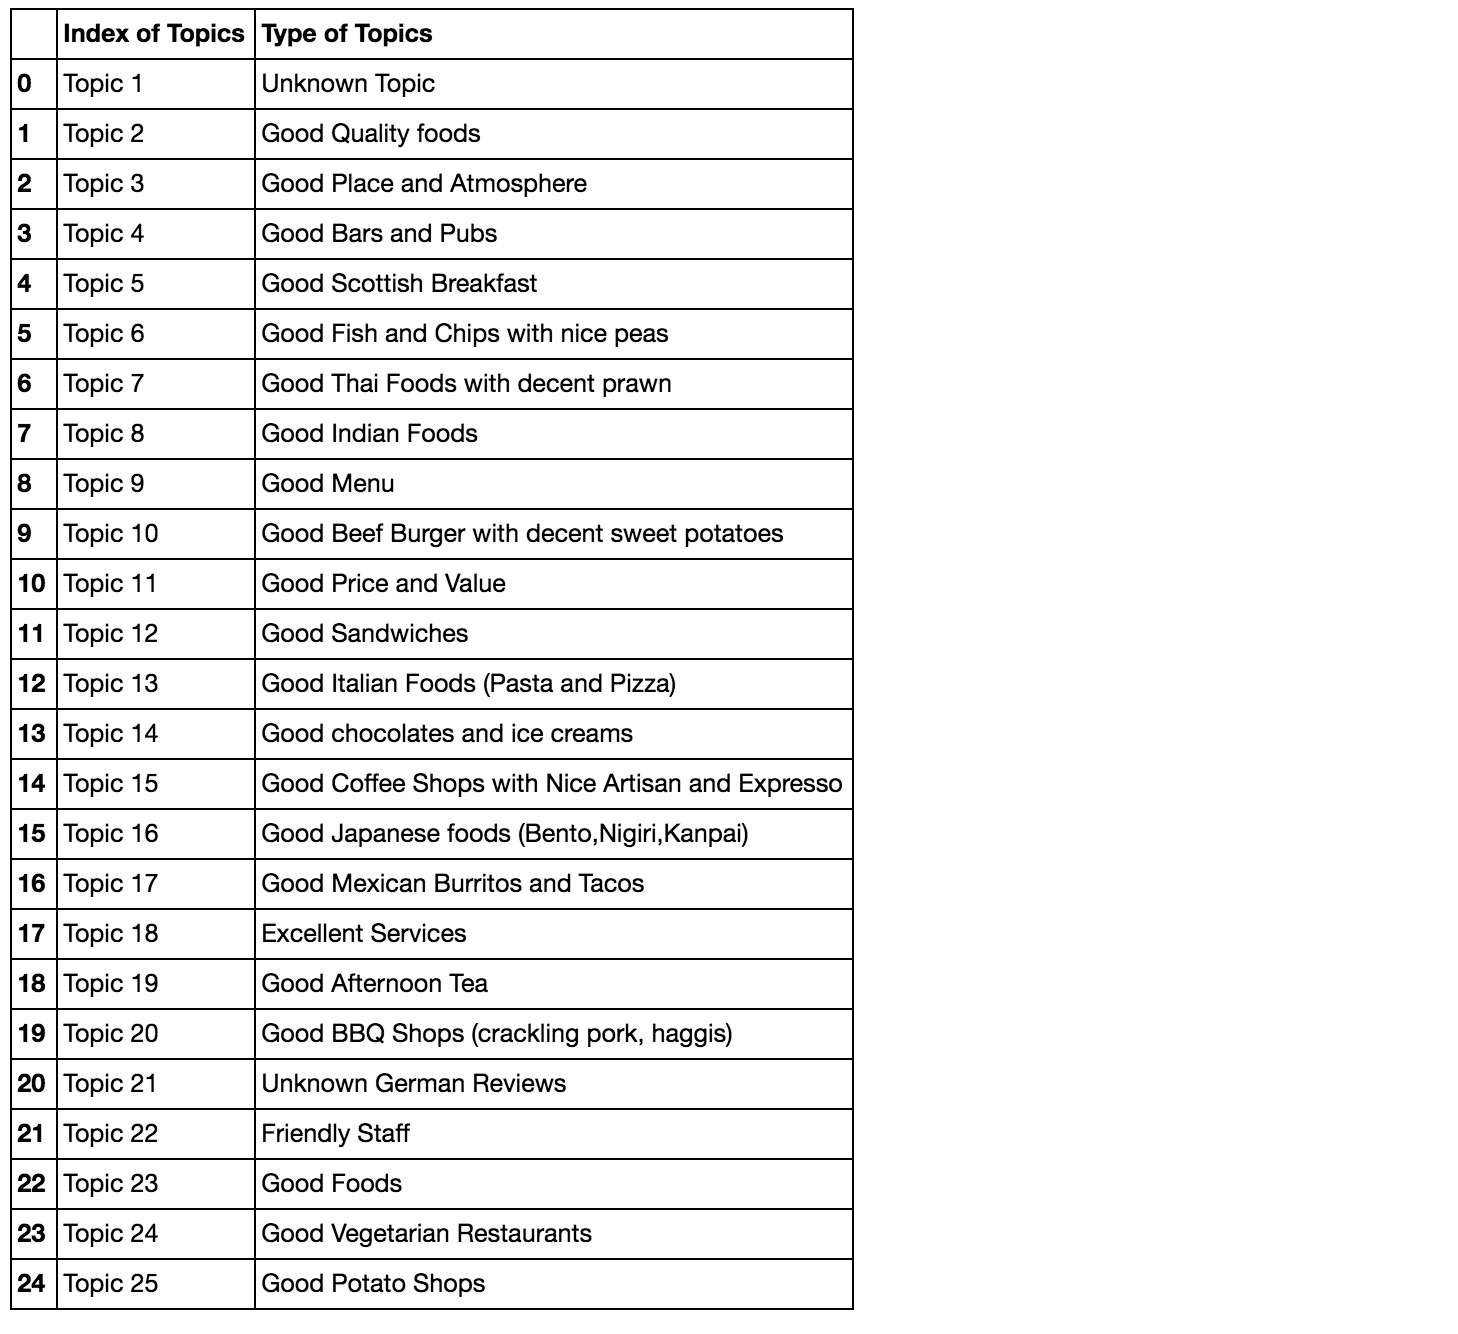 Index of Topics Type of Topics
0 Topic 1 Unknown Topic
1 Topic 2 Good Quality foods
2 Topic 3 Good Place and Atmosphere
3 Topic 4 Good Bars and Pubs
4 Topic 5 Good Scottish Breakfast
5 Topic 6 Good Fish and Chips with nice peas
6 Topic 7 Good Thai Foods with decent prawn
7 Topic 8 Good Indian Foods
8 Topic 9 Good Menu
9 Topic 10 Good Beef Burger with decent sweet potatoes
10 Topic 11 Good Price and Value
11 Topic 12 Good Sandwiches
12 Topic 13 Good Italian Foods (Pasta and Pizza)
13 Topic 14 Good chocolates and ice creams
14 Topic 15 Good Coffee Shops with Nice Artisan and Expresso
15 Topic 16 Good Japanese foods (Bento,Nigiri,Kanpai)
16 Topic 17 Good Mexican Burritos and Tacos
17 Topic 18 Excellent Services
18 Topic 19 Good Afternoon Tea
19 Topic 20 Good BBQ Shops (crackling pork, haggis)
20 Topic 21 Unknown German Reviews
21 Topic 22 Friendly Staff
22 Topic 23 Good Foods
23 Topic 24 Good Vegetarian Restaurants
24 Topic 25 Good Potato Shops